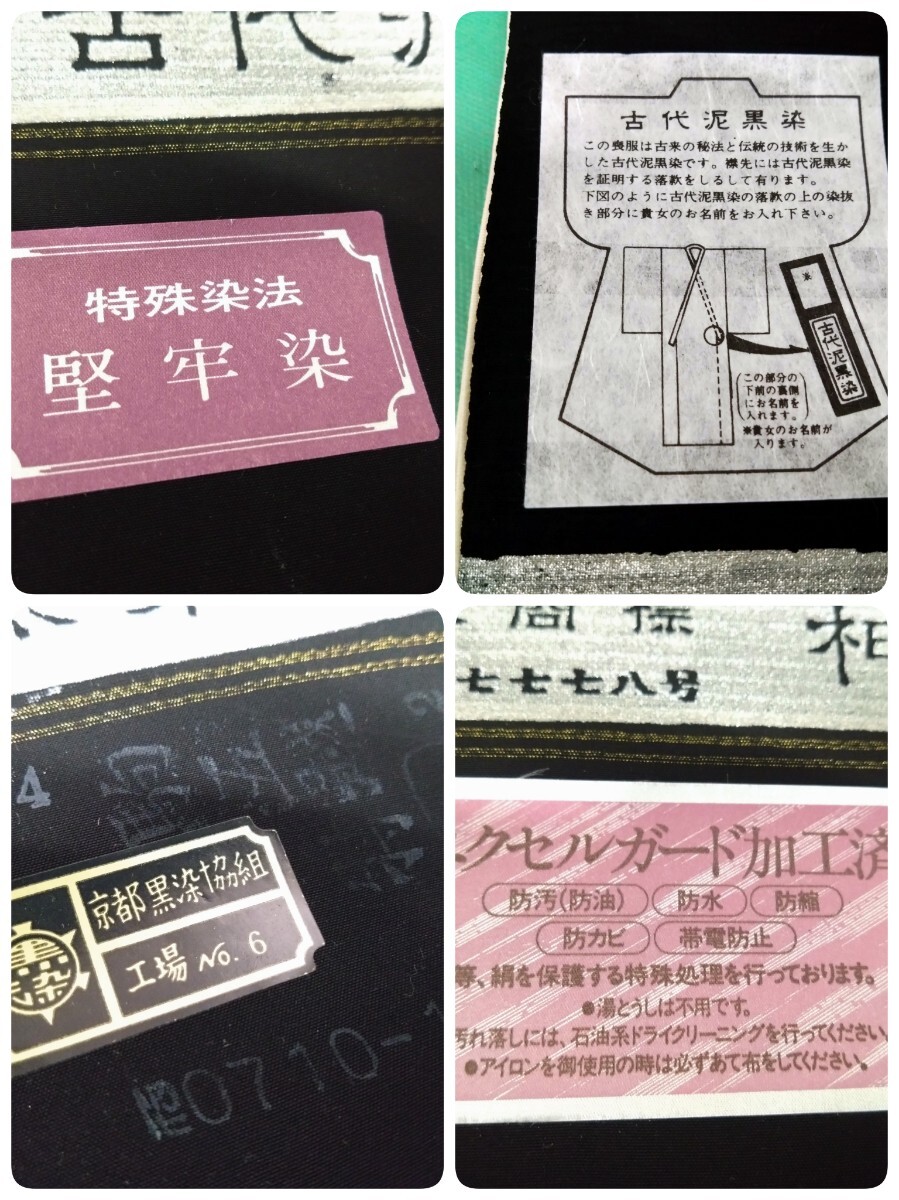 古代
特殊染法
堅牢染
古代泥黒染
この喪服は古来の秘法と伝統の技術を生か
した古代泥黒染です。襟先には古代泥黒染
を証明する落款をしるして有ります。
下図のように古代泥黒染の落款の上の染抜
き部分に貴女のお名前をお入れ下さい。
※
古代泥黒染
この部分の
下前の裏側
にお名前を
入れます。
※貴女のお名前が
入ります。
4
京都黒染協組
工場 No. 6
黒染
No.0710-1
商標
七七七八号
クセルガード加工済
防汚(防油)
防水
防縮
防カビ
帯電防止
等、絹を保護する特殊処理を行っております。
●湯とうしは不用です。
汚れ落しには、石油系ドライクリーニングを行ってください
●アイロンを御使用の時は必ずあて布をしてください。